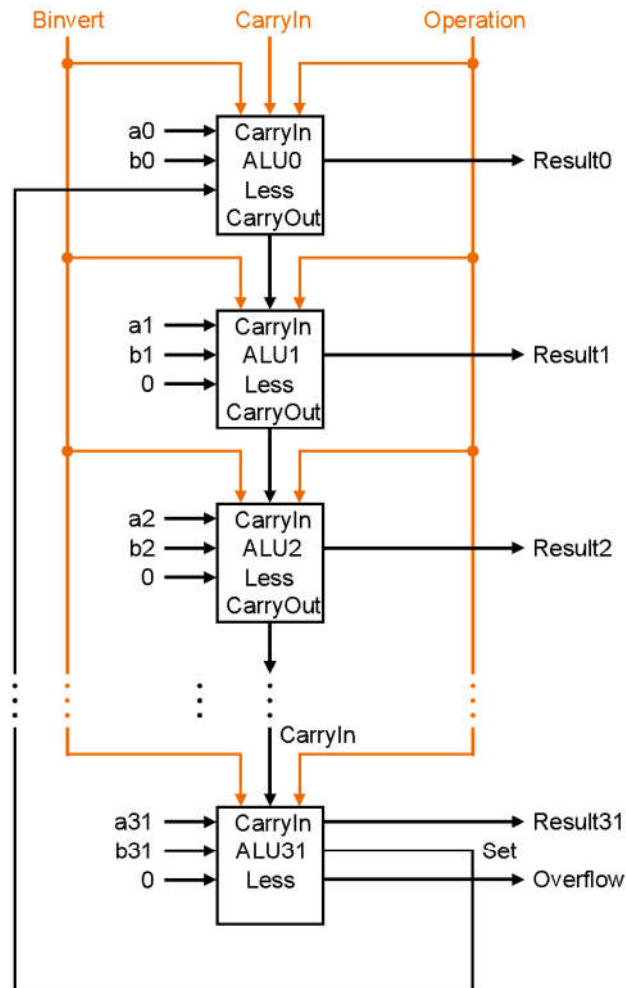 Binvert CarryIn Operation
a0 CarryIn
b0 ALU0 Result0
Less
CarryOut
a1 CarryIn
b1 ALU1 Result1
0 Less
CarryOut
a2 CarryIn
b2 ALU2 Result2
0 Less
CarryOut
CarryIn
a31 CarryIn Result31
b31 ALU31 Set
0 Less Overflow